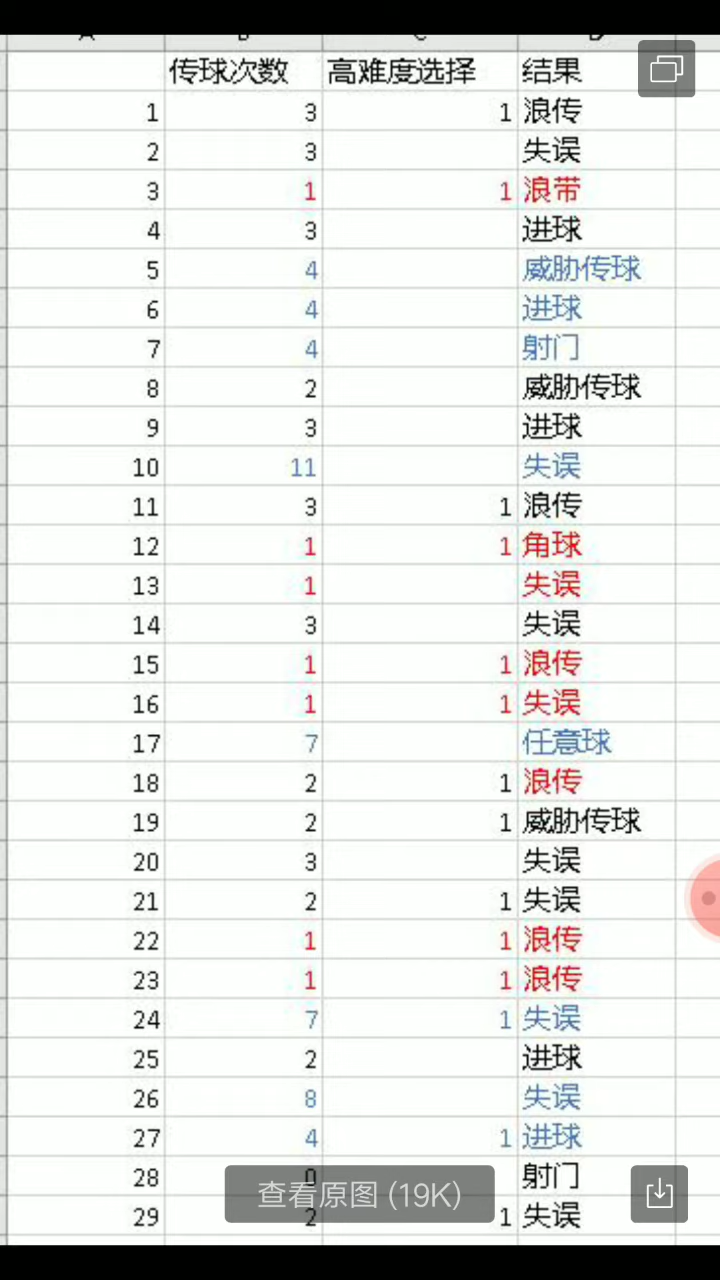 传球次数 高难度选择 结果
1 3 1 浪传
2 3 失误
3 1 1 浪带
4 3 进球
5 4 威胁传球
6 4 进球
7 4 射门
8 2 威胁传球
9 3 进球
10 11 失误
11 3 1 浪传
12 1 1 角球
13 1 失误
14 3 失误
15 1 1 浪传
16 1 1 失误
17 7 任意球
18 2 1 浪传
19 2 1 威胁传球
20 3 失误
21 2 1 失误
22 1 1 浪传
23 1 1 浪传
24 7 1 失误
25 2 进球
26 8 失误
27 4 1 进球
28 0 射门
查看原图 (19K)
29 2 1 失误